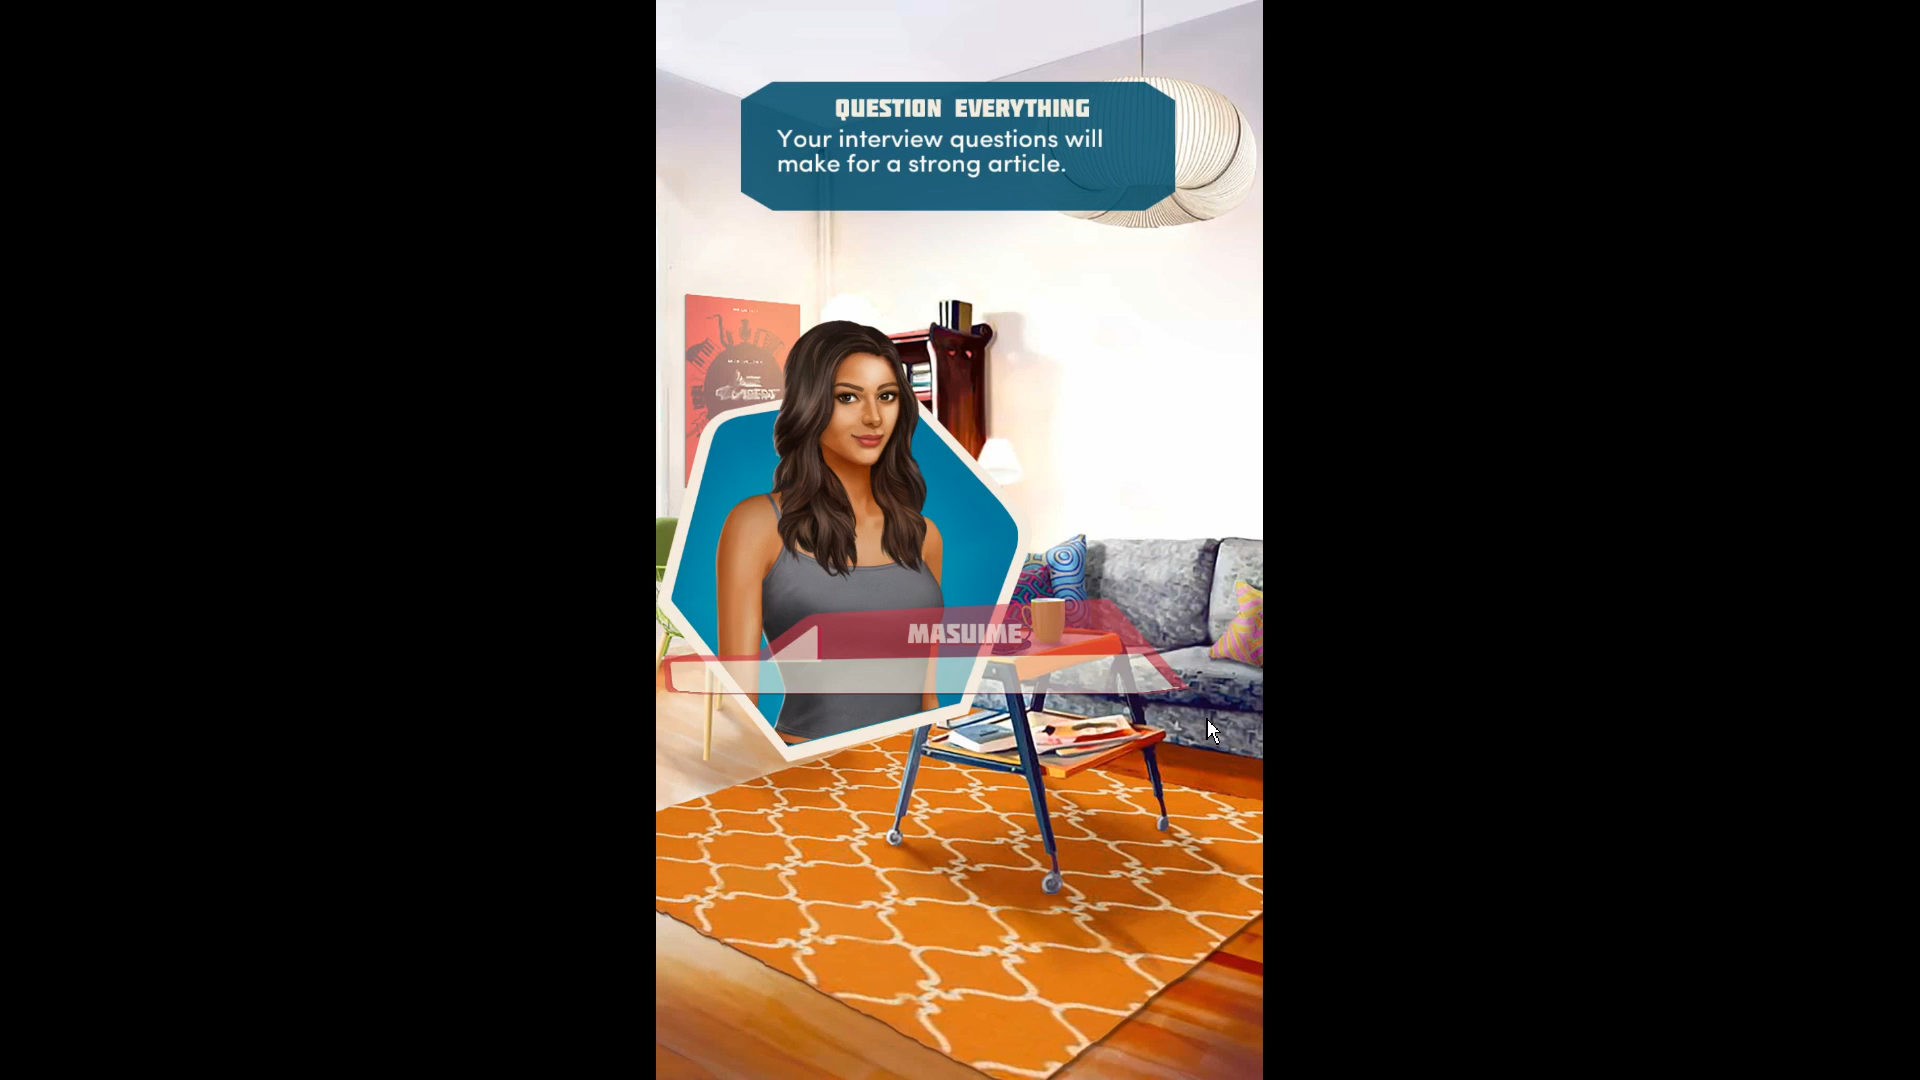 QUESTION EVERYTHING
Your interview questions will
make for a strong article.
MASUIME